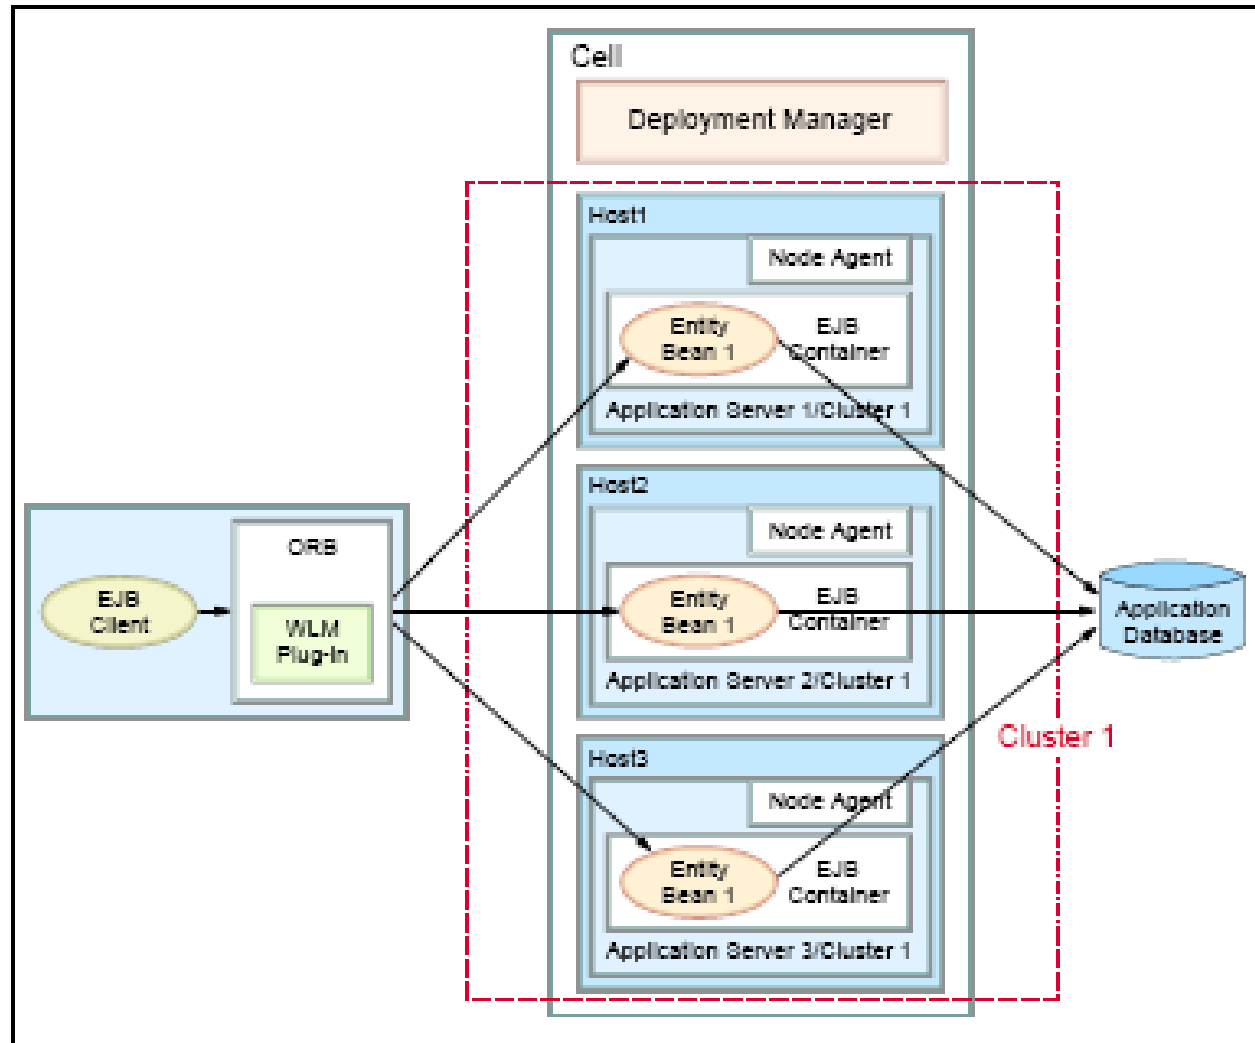 Cell
Deployment Manager
Host1
Node Agent
Entity
Bean 1
EJB
Container
Application Server 1/Cluster 1
Host2
Node Agent
Entity
Bean 1
EJB
Container
Application Server 2/Cluster 1
ORB
EJB
Client
WLM
Plug-in
Application
Database
Cluster 1
Host3
Node Agent
Entity
Bean 1
EJB
Container
Application Server 3/Cluster 1